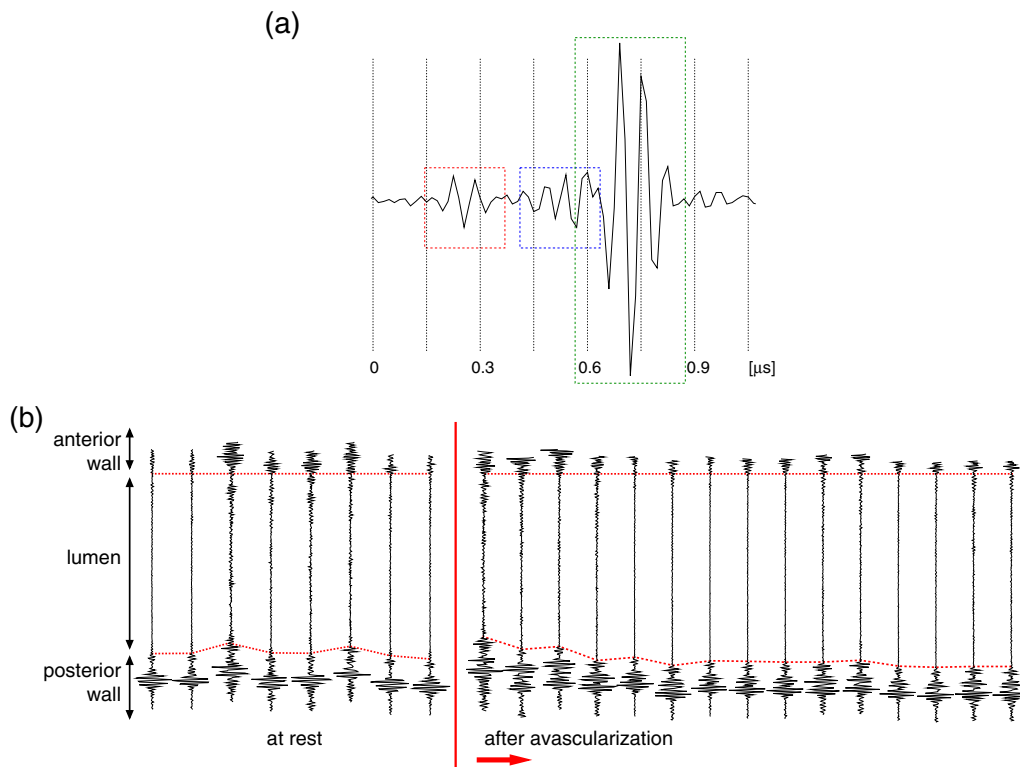 (a)
0 0.3 0.6 0.9 [μs]
(b)
anterior
wall
lumen
posterior
wall
at rest
after avascularization